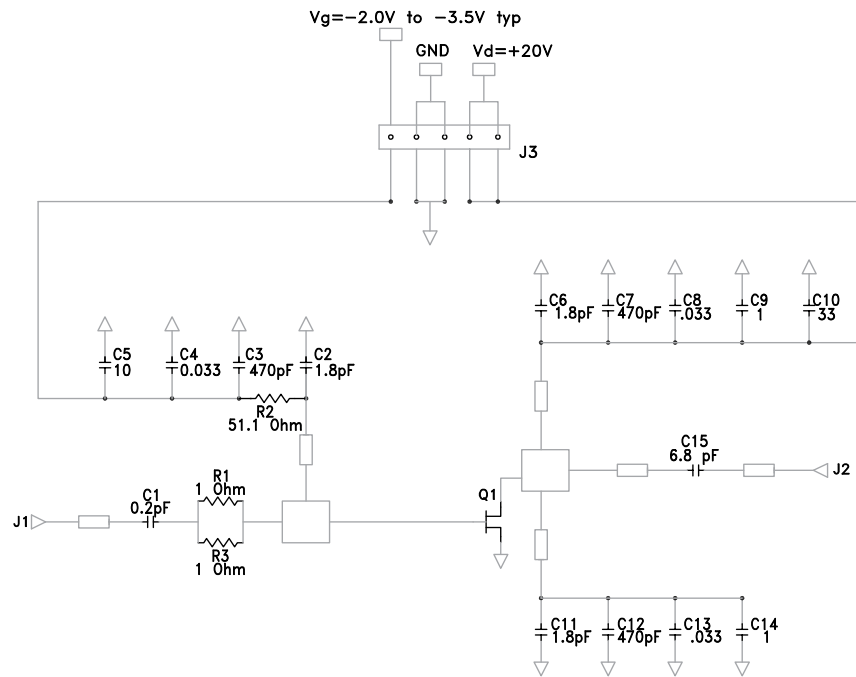 Vg=-2.0V to -3.5V typ
GND
Vd=+20V
J3
C6
1.8pF
C7
470pF
C8
.033
C9
1
C10
33
C5
10
C4
0.033
C3
470pF
C2
1.8pF
R2
51.1 Ohm
C15
6.8 pF
J2
R1
1 Ohm
C1
0.2pF
Q1
J1
R3
1 Ohm
C11
1.8pF
C12
470pF
C13
.033
C14
1